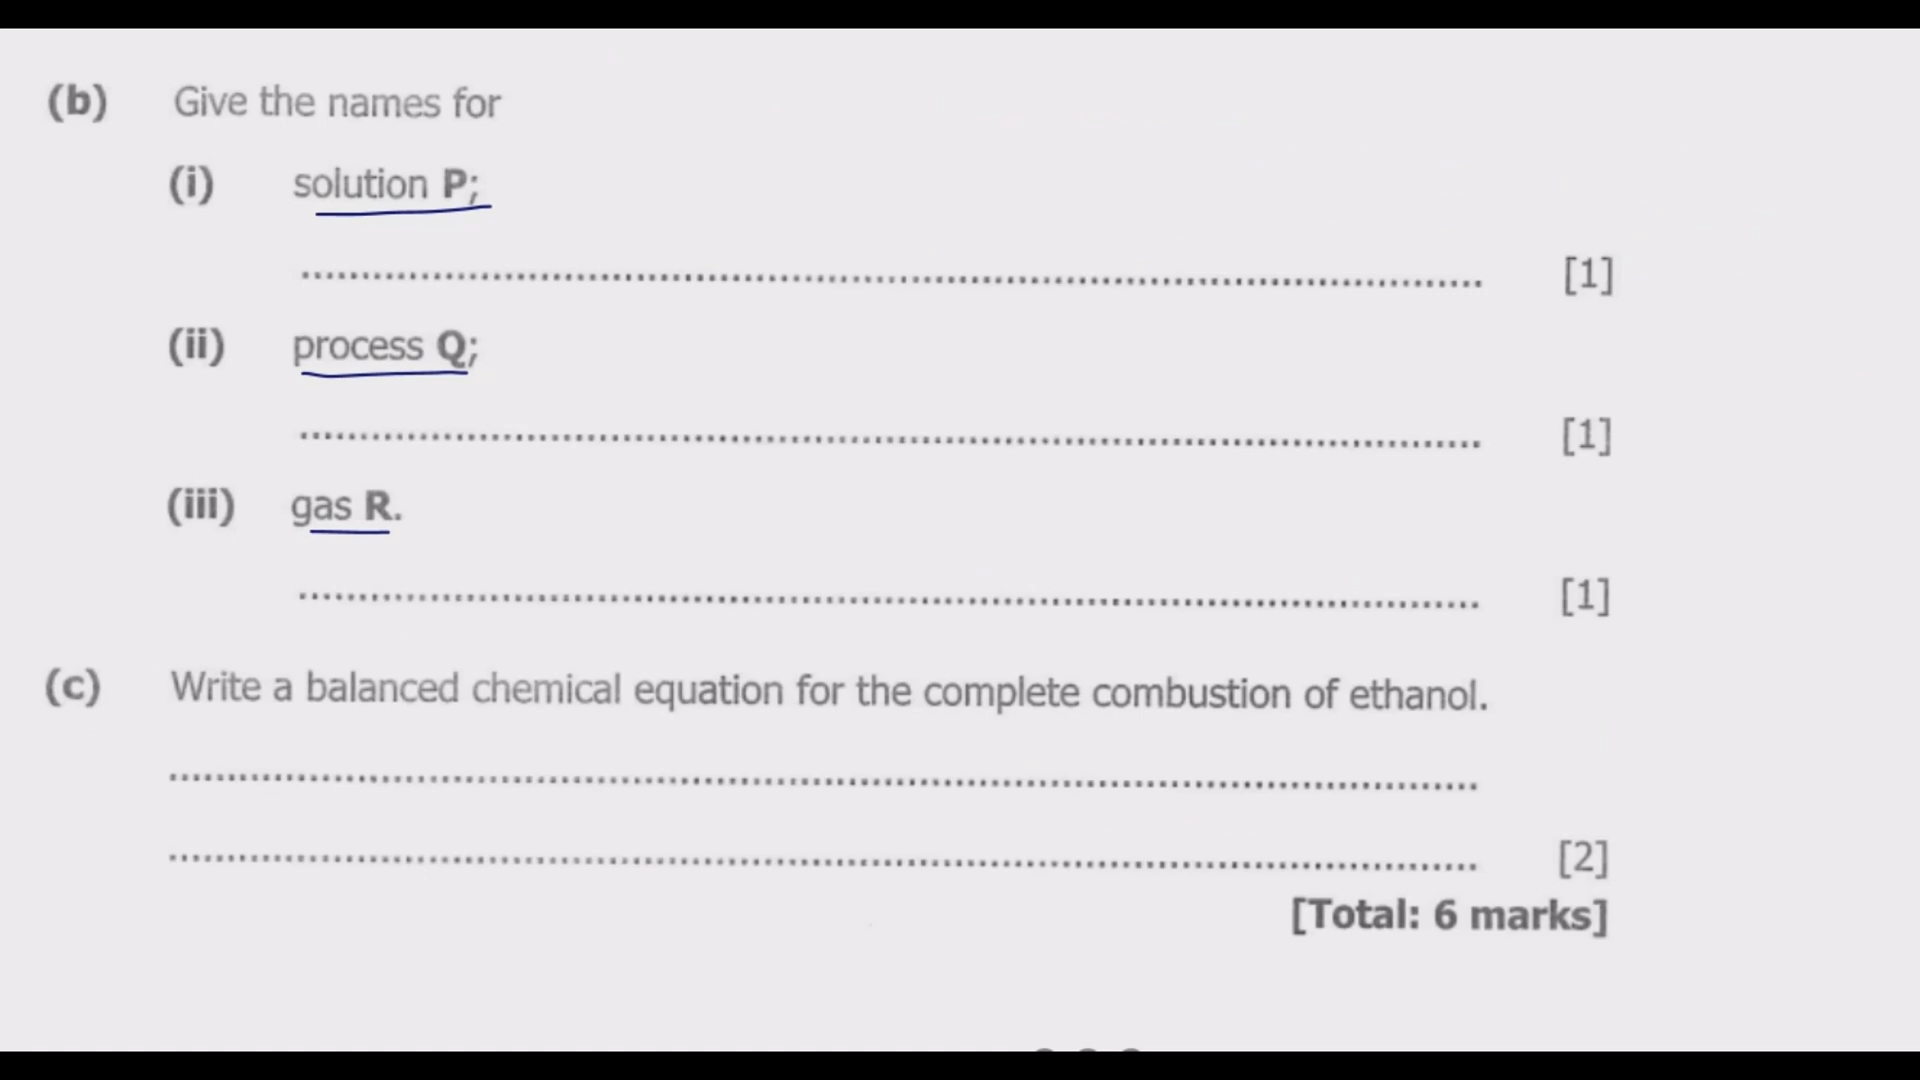 (b) Give the names for
(i) solution P;
........................................................................ [1]
(ii) process Q;
........................................................................ [1]
(iii) gas R.
........................................................................ [1]
(c) Write a balanced chemical equation for the complete combustion of ethanol.
........................................................................
........................................................................ [2]
[Total: 6 marks]